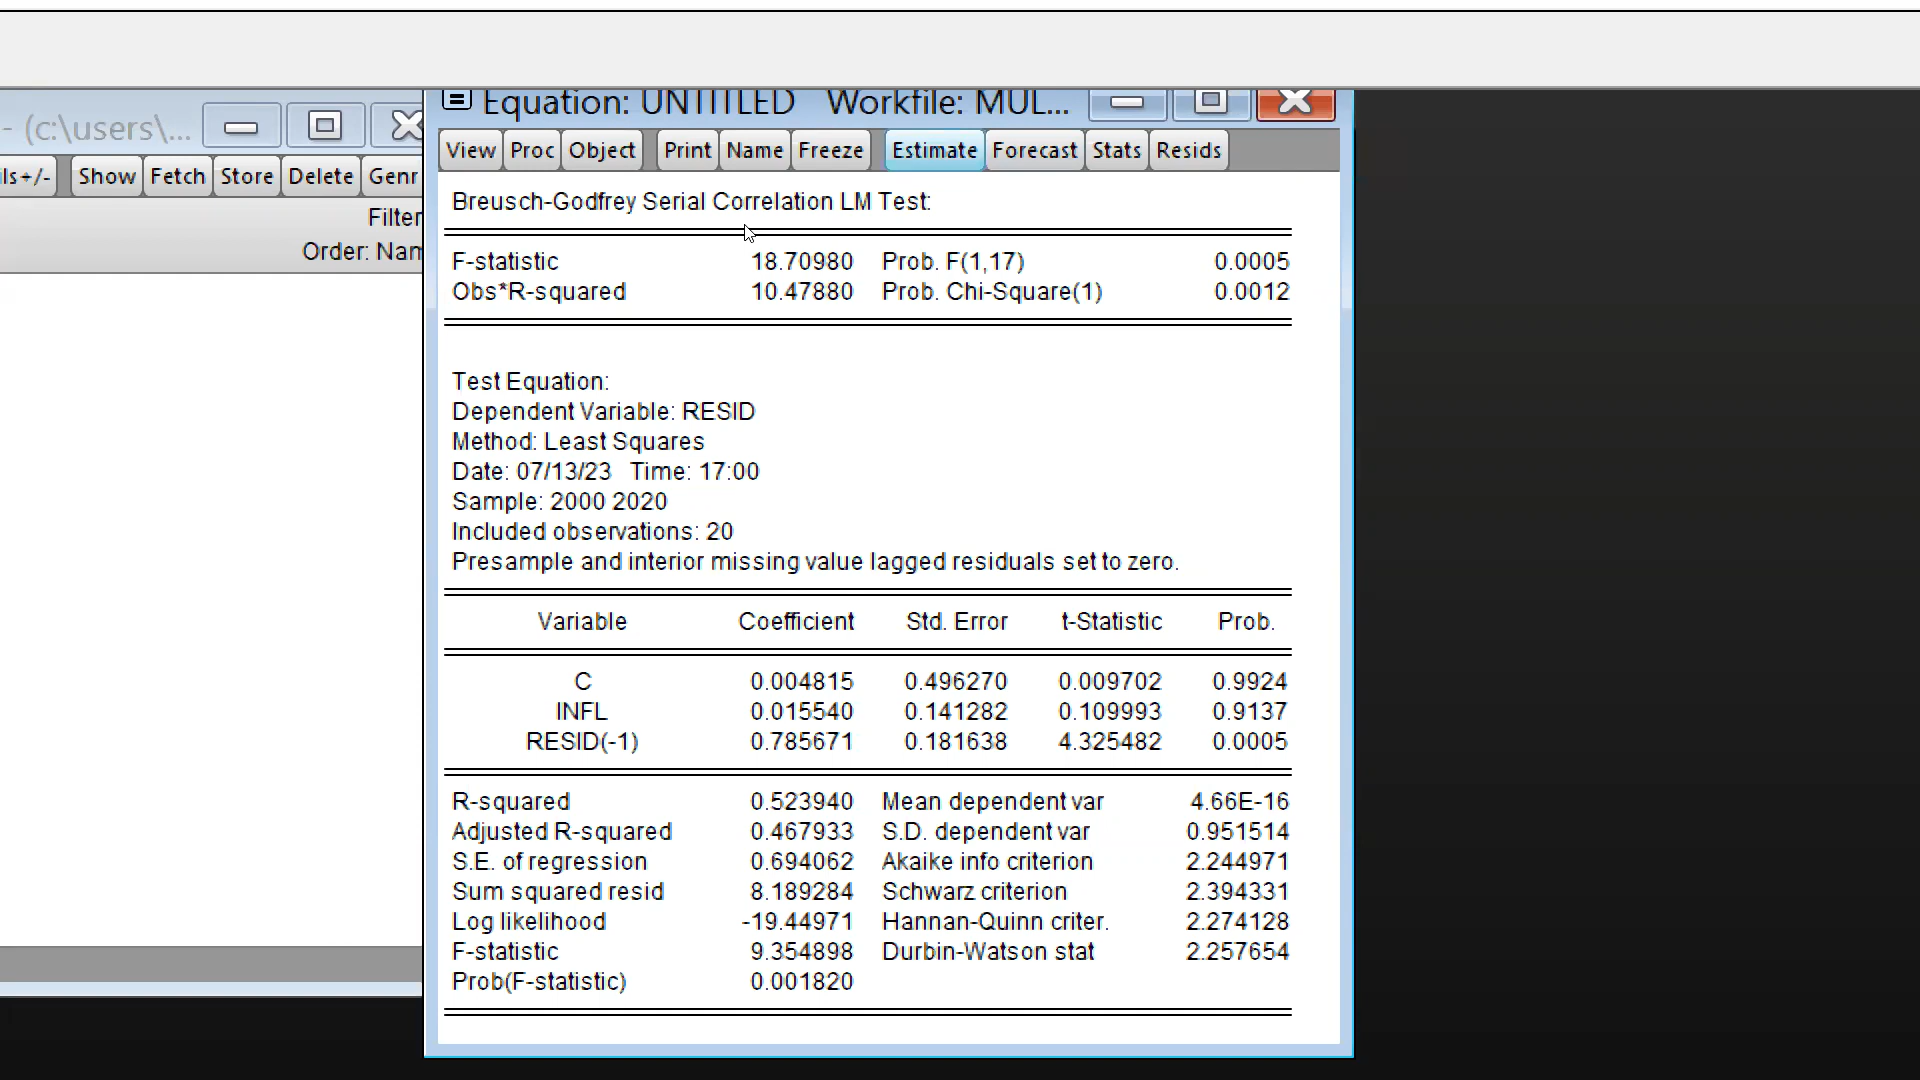 Equation: UNTITLED Workfile: MUL...
- (c:\users\...
View Proc Object Print Name Freeze Estimate Forecast Stats Resids
ls+/- Show Fetch Store Delete Genr
Filter
Order: Nam
Breusch-Godfrey Serial Correlation LM Test:
F-statistic 18.70980 Prob. F(1,17) 0.0005
Obs*R-squared 10.47880 Prob. Chi-Square(1) 0.0012
Test Equation:
Dependent Variable: RESID
Method: Least Squares
Date: 07/13/23 Time: 17:00
Sample: 2000 2020
Included observations: 20
Presample and interior missing value lagged residuals set to zero.
Variable Coefficient Std. Error t-Statistic Prob.
C 0.004815 0.496270 0.009702 0.9924
INFL 0.015540 0.141282 0.109993 0.9137
RESID(-1) 0.785671 0.181638 4.325482 0.0005
R-squared 0.523940 Mean dependent var 4.66E-16
Adjusted R-squared 0.467933 S.D. dependent var 0.951514
S.E. of regression 0.694062 Akaike info criterion 2.244971
Sum squared resid 8.189284 Schwarz criterion 2.394331
Log likelihood -19.44971 Hannan-Quinn criter. 2.274128
F-statistic 9.354898 Durbin-Watson stat 2.257654
Prob(F-statistic) 0.001820